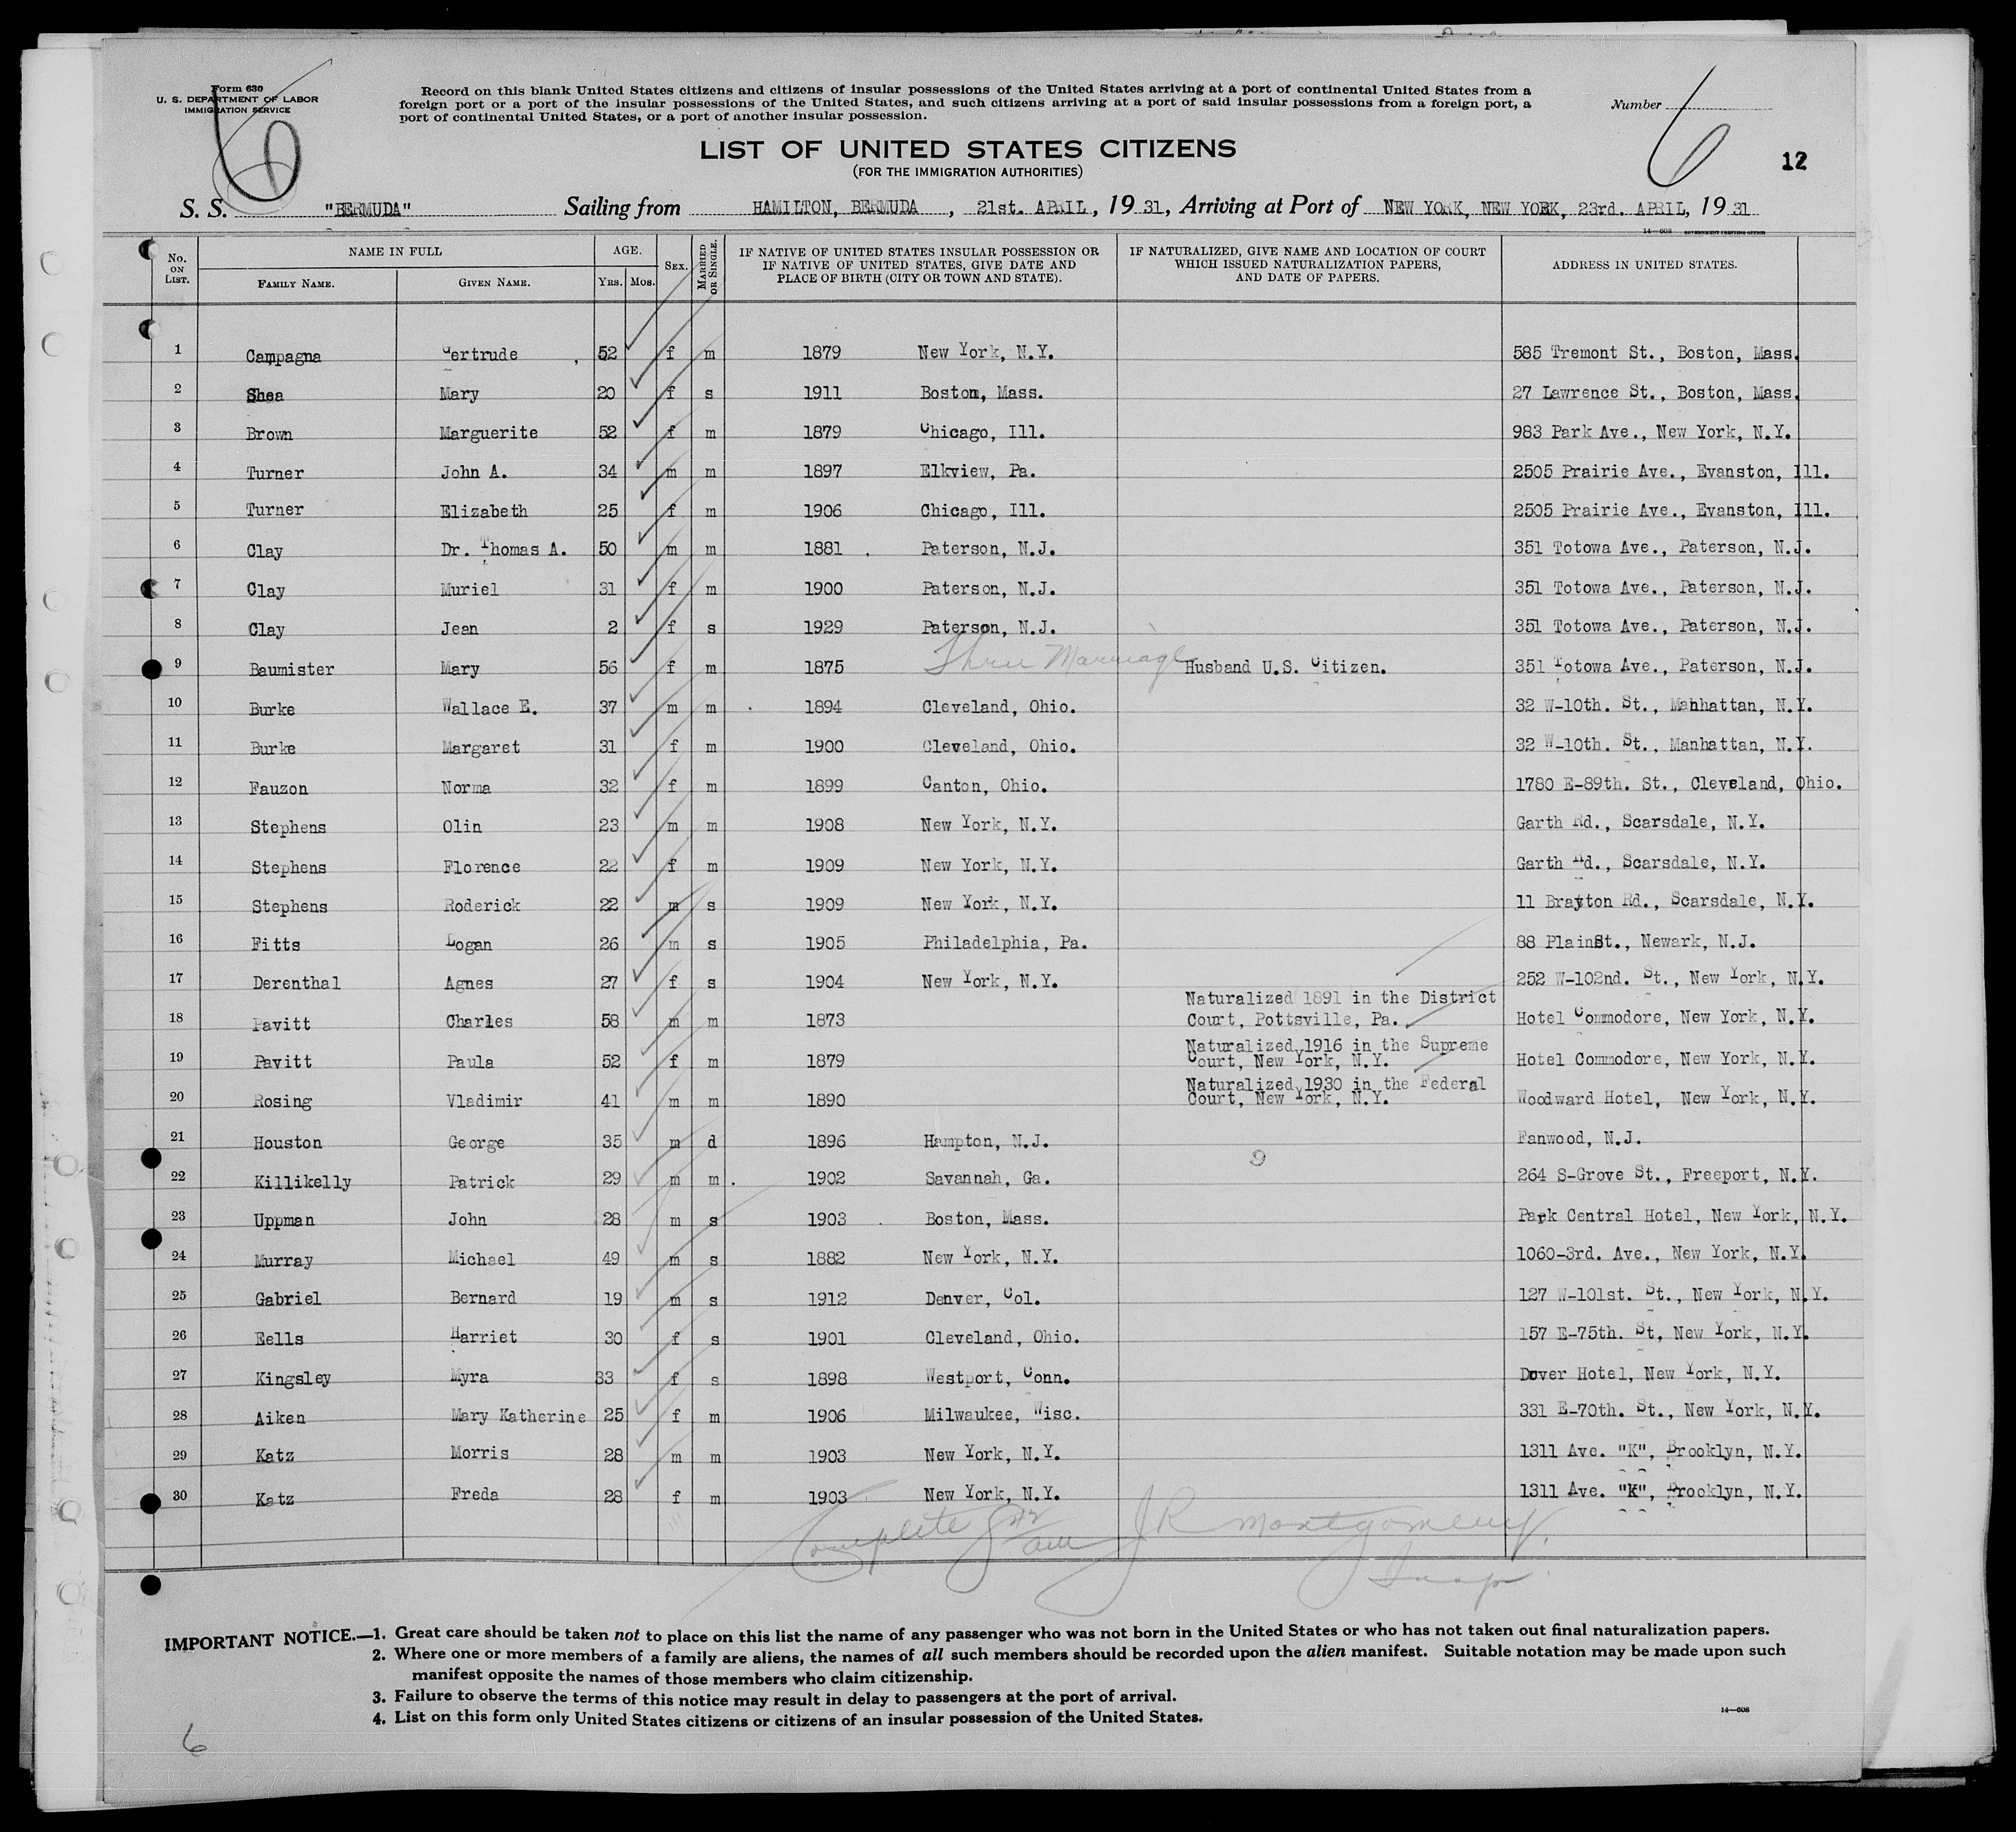 Form 630
U. S. DEPARTMENT OF LABOR
IMMIGRATION SERVICE
6
Record on this blank United States citizens and citizens of insular possessions of the United States arriving at a port of continental United States from a
foreign port or a port of the insular possessions of the United States, and such citizens arriving at a port of said insular possessions from a foreign port, a
port of continental United States, or a port of another insular possession.
Number
6
12
LIST OF UNITED STATES CITIZENS
(FOR THE IMMIGRATION AUTHORITIES)
S. S. "BERMUDA" Sailing from HAMILTON, BERMUDA, 21st. APRIL, 19 31, Arriving at Port of NEW YORK, NEW YORK, 23rd. APRIL, 19 31
14—608 GOVERNMENT PRINTING OFFICE
No. ON LIST. NAME IN FULL FAMILY NAME. GIVEN NAME. AGE. YRS. MOS. SEX. MARRIED OR SINGLE. IF NATIVE OF UNITED STATES INSULAR POSSESSION OR IF NATIVE OF UNITED STATES, GIVE DATE AND PLACE OF BIRTH (CITY OR TOWN AND STATE). IF NATURALIZED, GIVE NAME AND LOCATION OF COURT WHICH ISSUED NATURALIZATION PAPERS, AND DATE OF PAPERS. ADDRESS IN UNITED STATES.
1 Campagna Gertrude, 52 f m 1879 New York, N.Y. 585 Tremont St., Boston, Mass.
2 Shea Mary 20 f s 1911 Boston, Mass. 27 Lawrence St., Boston, Mass.
3 Brown Marguerite 52 f m 1879 Chicago, Ill. 983 Park Ave., New York, N.Y.
4 Turner John A. 34 m m 1897 Elkview, Pa. 2505 Prairie Ave., Evanston, Ill.
5 Turner Elizabeth 25 f m 1906 Chicago, Ill. 2505 Prairie Ave., Evanston, Ill.
6 Clay Dr. Thomas A. 50 m m 1881 . Paterson, N.J. 351 Totowa Ave., Paterson, N.J.
7 Clay Muriel 31 f m 1900 Paterson, N.J. 351 Totowa Ave., Paterson, N.J.
8 Clay Jean 2 f s 1929 Paterson, N.J. 351 Totowa Ave., Paterson, N.J.
9 Baumister Mary 56 f m 1875 Thru Marriage Husband U.S. Citizen. 351 Totowa Ave., Paterson, N.J.
10 Burke Wallace E. 37 m m . 1894 Cleveland, Ohio. 32 W-10th. St., Manhattan, N.Y.
11 Burke Margaret 31 f m 1900 Cleveland, Ohio. 32 W-10th. St., Manhattan, N.Y.
12 Fauzon Norma 32 f m 1899 Canton, Ohio. 1780 E-89th. St., Cleveland, Ohio.
13 Stephens Olin 23 m m 1908 New York, N.Y. Garth Rd., Scarsdale, N.Y.
14 Stephens Florence 22 f m 1909 New York, N.Y. Garth Rd., Scarsdale, N.Y.
15 Stephens Roderick 22 m s 1909 New York, N.Y. 11 Brayton Rd., Scarsdale, N.Y.
16 Fitts Logan 26 m s 1905 Philadelphia, Pa. 88 PlainSt., Newark, N.J.
17 Derenthal Agnes 27 f s 1904 New York, N.Y. 252 W-102nd. St., New York, N.Y.
18 Pavitt Charles 58 m m 1873 Naturalized 1891 in the District Court, Pottsville, Pa. Hotel Commodore, New York, N.Y.
19 Pavitt Paula 52 f m 1879 Naturalized 1916 in the Supreme Court, New York, N.Y. Hotel Commodore, New York, N.Y.
20 Rosing Vladimir 41 m m 1890 Naturalized 1930 in the Federal Court, New York, N.Y. Woodward Hotel, New York, N.Y.
21 Houston George 35 m d 1896 Hampton, N.J. Fanwood, N.J.
9
22 Killikelly Patrick 29 m m . 1902 Savannah, Ga. 264 S-Grove St., Freeport, N.Y.
23 Uppman John 28 m s 1903 . Boston, Mass. Park Central Hotel, New York, N.Y.
24 Murray Michael 49 m s 1882 New York, N.Y. 1060-3rd. Ave., New York, N.Y.
25 Gabriel Bernard 19 m s 1912 Denver, Col. 127 W-101st. St., New York, N.Y.
26 Eells Harriet 30 f s 1901 Cleveland, Ohio. 157 E-75th. St, New York, N.Y.
27 Kingsley Myra 33 f s 1898 Westport, Conn. Dover Hotel, New York, N.Y.
28 Aiken Mary Katherine 25 f m 1906 Milwaukee, Wisc. 331 E-70th. St., New York, N.Y.
29 Katz Morris 28 m m 1903 New York, N.Y. 1311 Ave. "K", Brooklyn, N.Y.
30 Katz Freda 28 f m 1903 New York, N.Y. 1311 Ave. "K", Brooklyn, N.Y.
Complete J R Montgomery.
Insp.
IMPORTANT NOTICE.—1. Great care should be taken not to place on this list the name of any passenger who was not born in the United States or who has not taken out final naturalization papers.
2. Where one or more members of a family are aliens, the names of all such members should be recorded upon the alien manifest. Suitable notation may be made upon such
manifest opposite the names of those members who claim citizenship.
3. Failure to observe the terms of this notice may result in delay to passengers at the port of arrival.
4. List on this form only United States citizens or citizens of an insular possession of the United States.
14—608
6